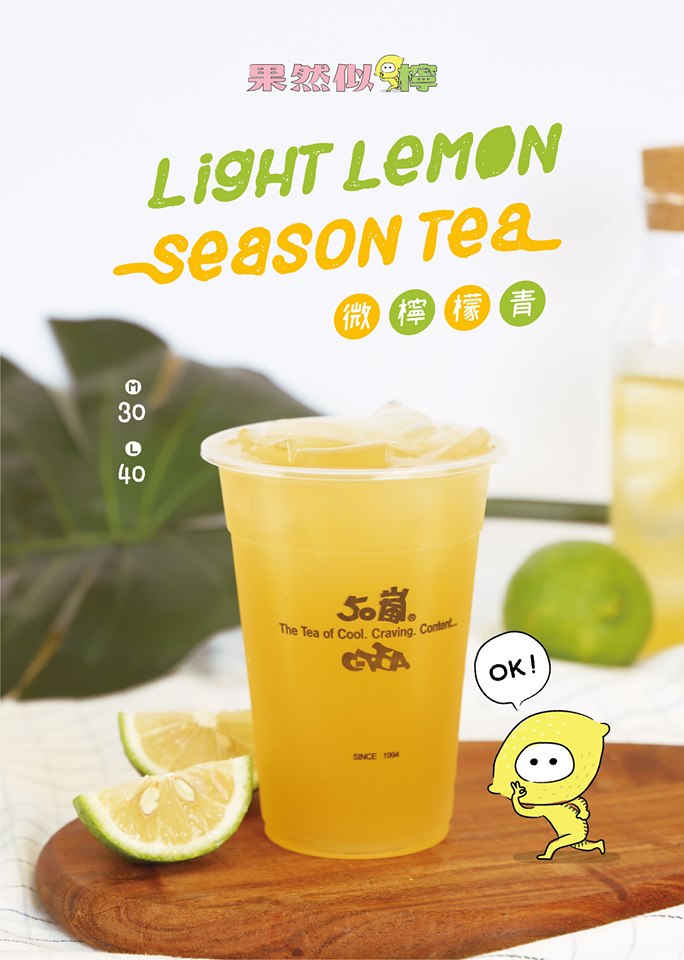 果然似檸
LiGHT LeMON
SeASON Tea
微檸檬青
M
30
L
40
50嵐®
The Tea of Cool. Craving. Content...
SINCE 1994
OK!